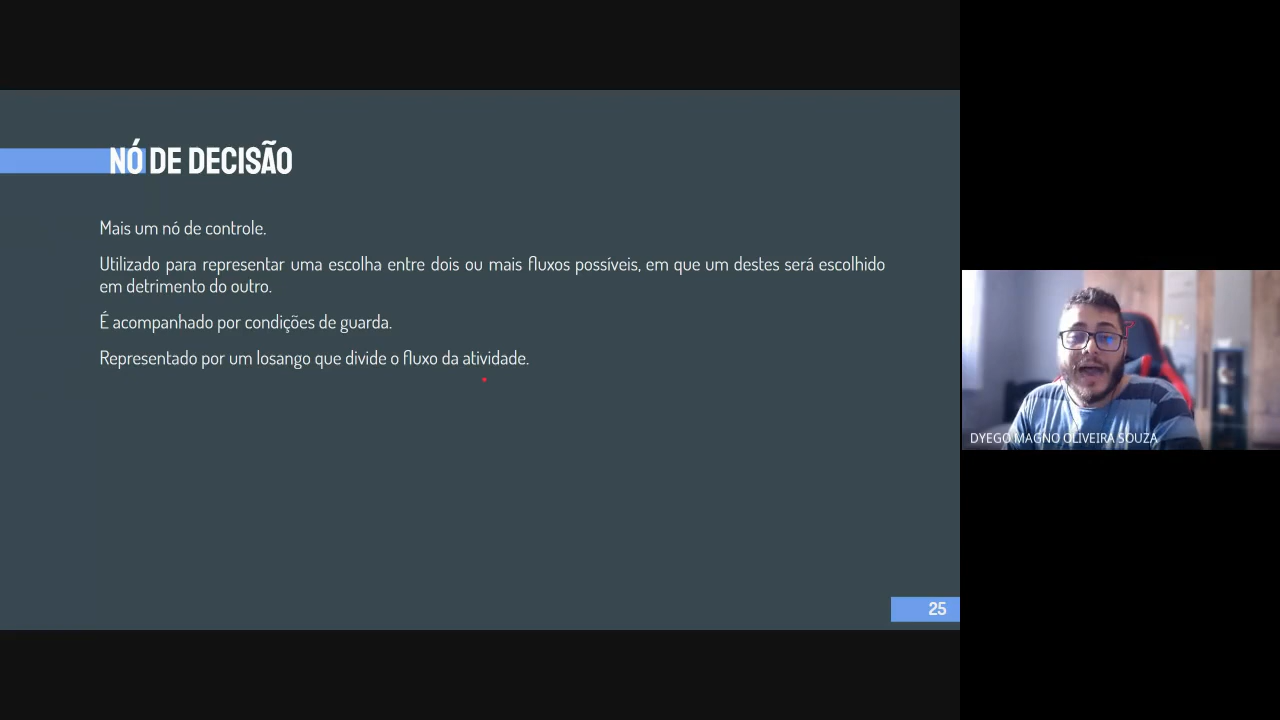 NÓ DE DECISÃO
Mais um nó de controle.
Utilizado para representar uma escolha entre dois ou mais fluxos possíveis, em que um destes será escolhido
em detrimento do outro.
É acompanhado por condições de guarda.
Representado por um losango que divide o fluxo da atividade.
DYEGO MAGNO OLIVEIRA SOUZA
25